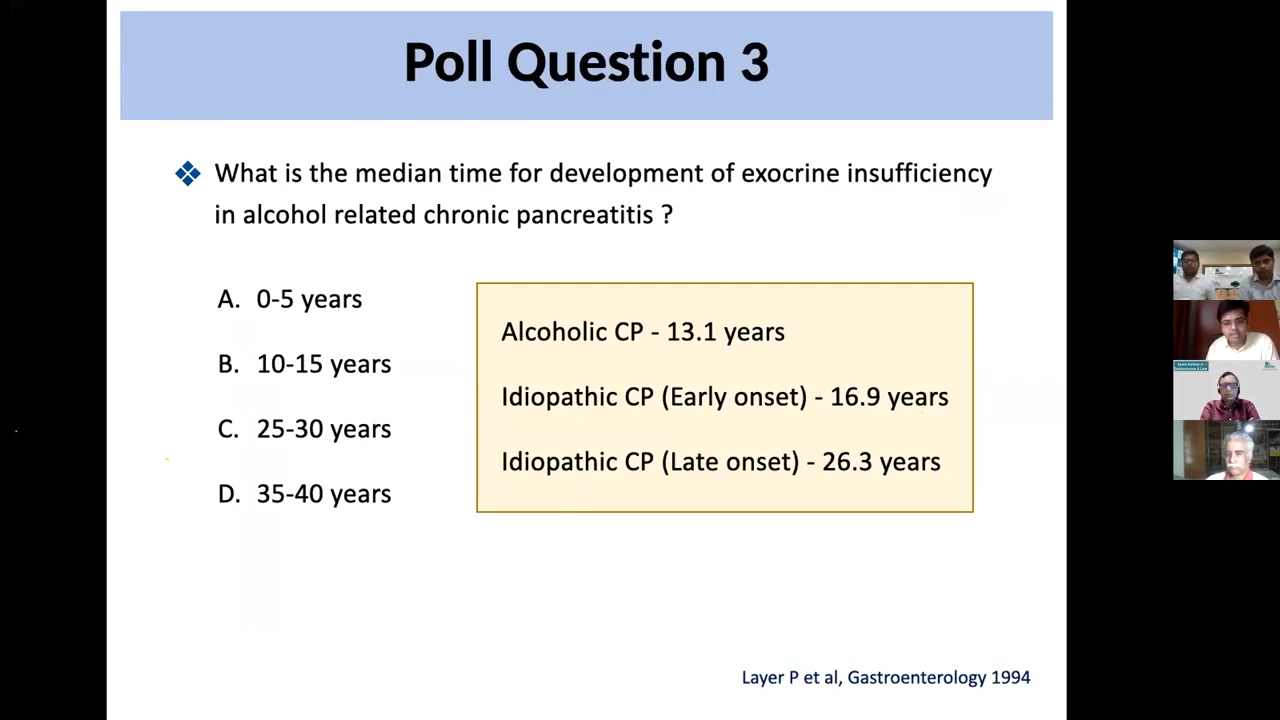 Poll Question 3
What is the median time for development of exocrine insufficiency
in alcohol related chronic pancreatitis ?
A. 0-5 years
B. 10-15 years
C. 25-30 years
D. 35-40 years
Alcoholic CP - 13.1 years
Idiopathic CP (Early onset) - 16.9 years
Idiopathic CP (Late onset) - 26.3 years
Layer P et al, Gastroenterology 1994